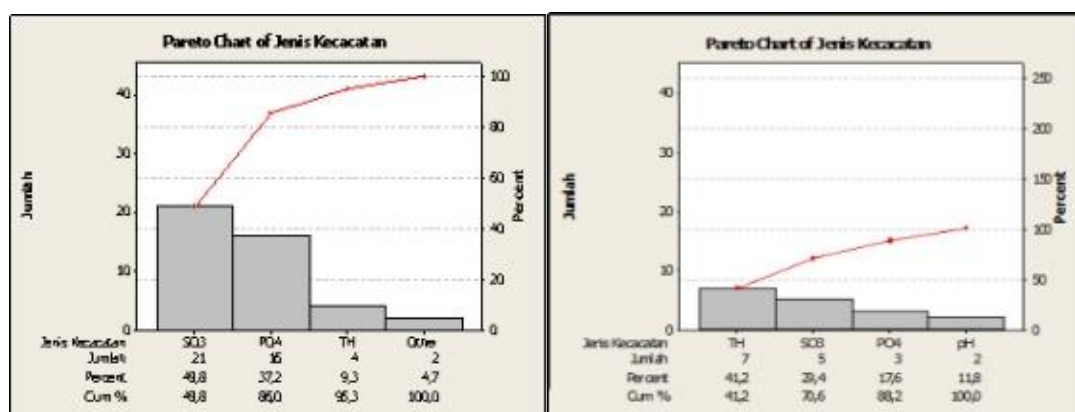 Pareto Chart of Jenis Kecacatan
Jumlah
40
30
20
10
0
Percent
100
80
60
40
20
0
Jenis Kecacatan SO3 PO4 TH Other
Jumlah 21 16 4 2
Percent 48,8 37,2 9,3 4,7
Cum % 48,8 86,0 95,3 100,0
Pareto Chart of Jenis Kecacatan
Jumlah
40
30
20
10
0
Percent
250
200
150
100
50
0
Jenis Kecacatan TH SO3 PO4 pH
Jumlah 7 5 3 2
Percent 41,2 29,4 17,6 11,8
Cum % 41,2 70,6 88,2 100,0